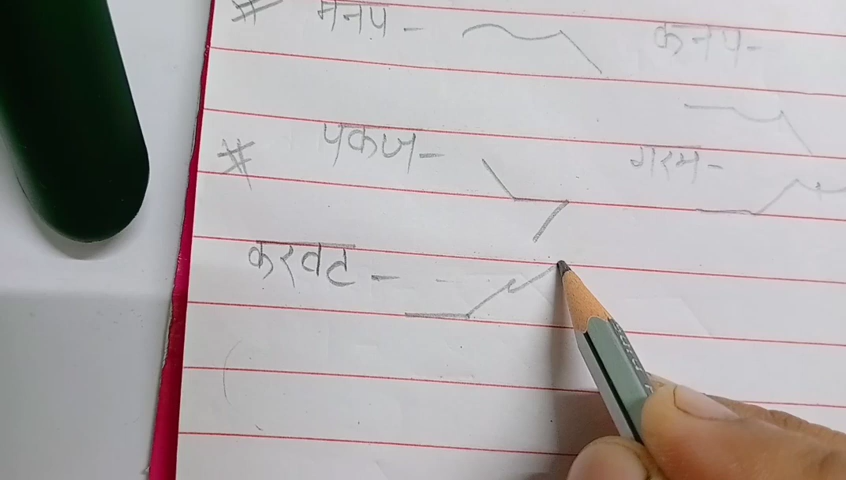 # मनप - कनप-
# पकज- गरम-
करवट -